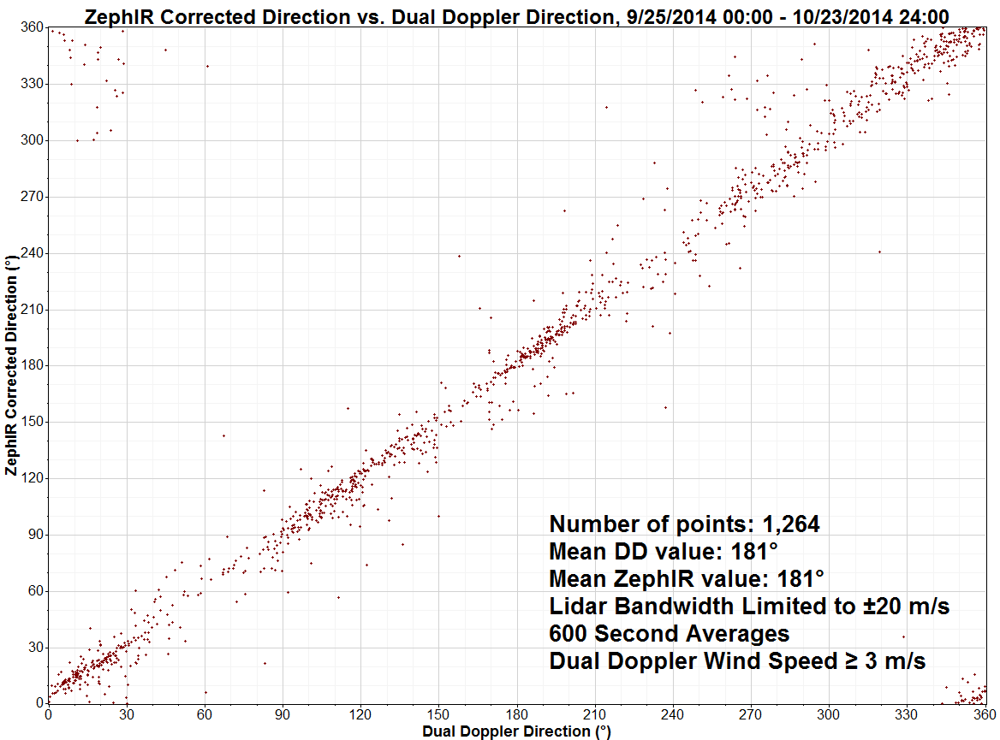 ZephIR Corrected Direction vs. Dual Doppler Direction, 9/25/2014 00:00 - 10/23/2014 24:00
360
330
300
270
240
210
180
150
120
90
60
30
0
ZephIR Corrected Direction (°)
Number of points: 1,264
Mean DD value: 181°
Mean ZephIR value: 181°
Lidar Bandwidth Limited to ±20 m/s
600 Second Averages
Dual Doppler Wind Speed ≥ 3 m/s
0 30 60 90 120 150 180 210 240 270 300 330 360
Dual Doppler Direction (°)